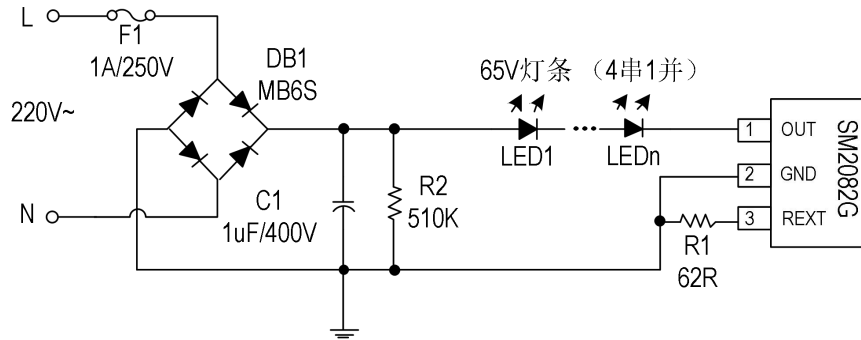 L
F1
1A/250V
220V~
N
DB1
MB6S
C1
1uF/400V
R2
510K
65V灯条 （4串1并）
LED1
LEDn
1
OUT
2
GND
3
REXT
R1
62R
SM2082G